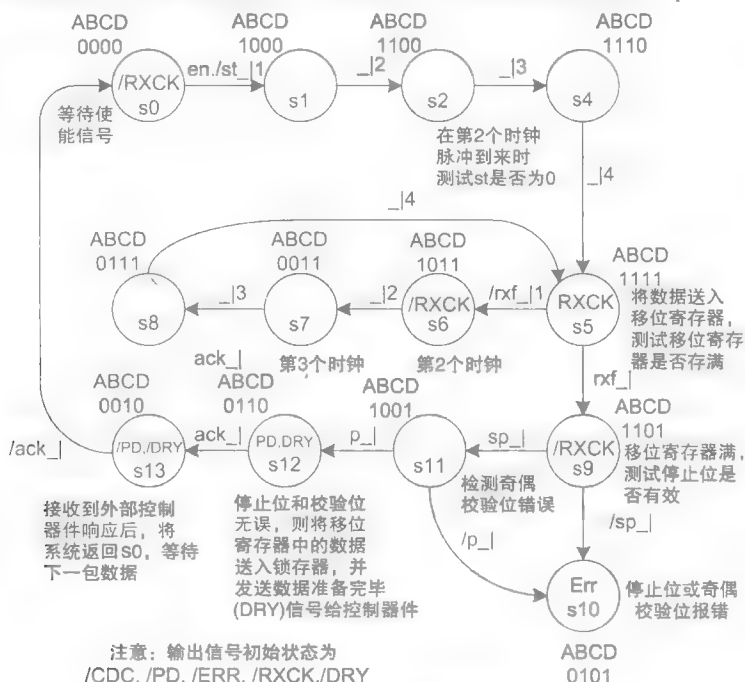 ABCD
0000
ABCD
1000
ABCD
1100
ABCD
1110
/RXCK
s0
en./st_|1
s1
_|2
s2
_|3
s4
等待使
能信号
在第2个时钟
脉冲到来时
测试st是否为0
_|4
_|4
ABCD
0111
ABCD
0011
ABCD
1011
ABCD
1111
s8
_|3
s7
_|2
/RXCK
s6
/rxf_|1
RXCK
s5
将数据送入
移位寄存器,
测试移位寄存
器是否存满
ack_|
第3个时钟
第2个时钟
rxf_|
ABCD
0010
ABCD
0110
ABCD
1001
ABCD
1101
/ack_|
/PD,/DRY
s13
ack_|
PD,DRY
s12
p_|
s11
sp_|
/RXCK
s9
移位寄存器满,
测试停止位是
否有效
检测奇偶
校验位错误
接收到外部控制
器件响应后，将
系统返回S0，等待
下一包数据
停止位和校验位
无误，则将移位
寄存器中的数据
送入锁存器，并
发送数据准备完毕
(DRY)信号给控制器件
/p_|
/sp_|
Err
s10
停止位或奇偶
校验位报错
注意：输出信号初始状态为
/CDC, /PD, /ERR, /RXCK,/DRY
ABCD
0101